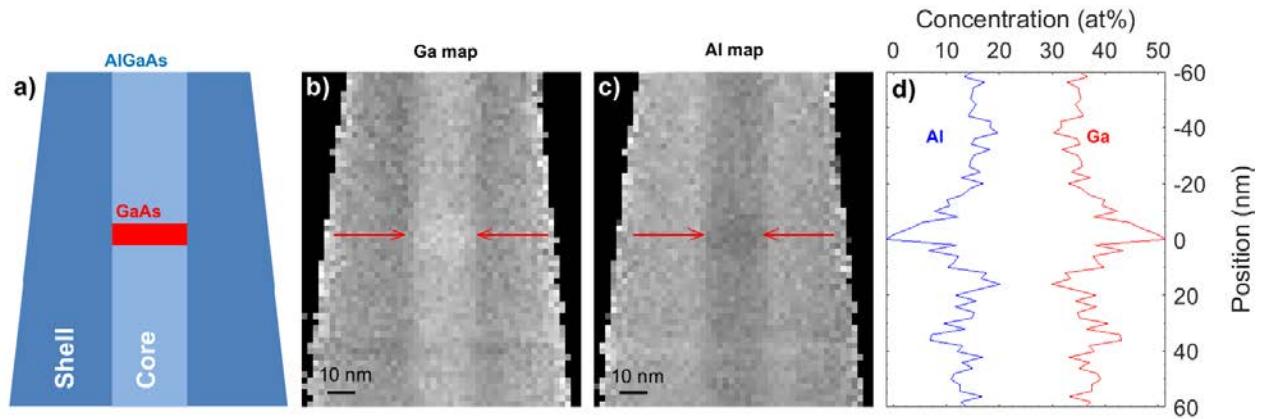 a)
AlGaAs
GaAs
Shell
Core
Ga map
b)
10 nm
Al map
c)
10 nm
d)
Concentration (at%)
0 10 20 30 40 50
Al
Ga
-60
-40
-20
0
20
40
60
Position (nm)